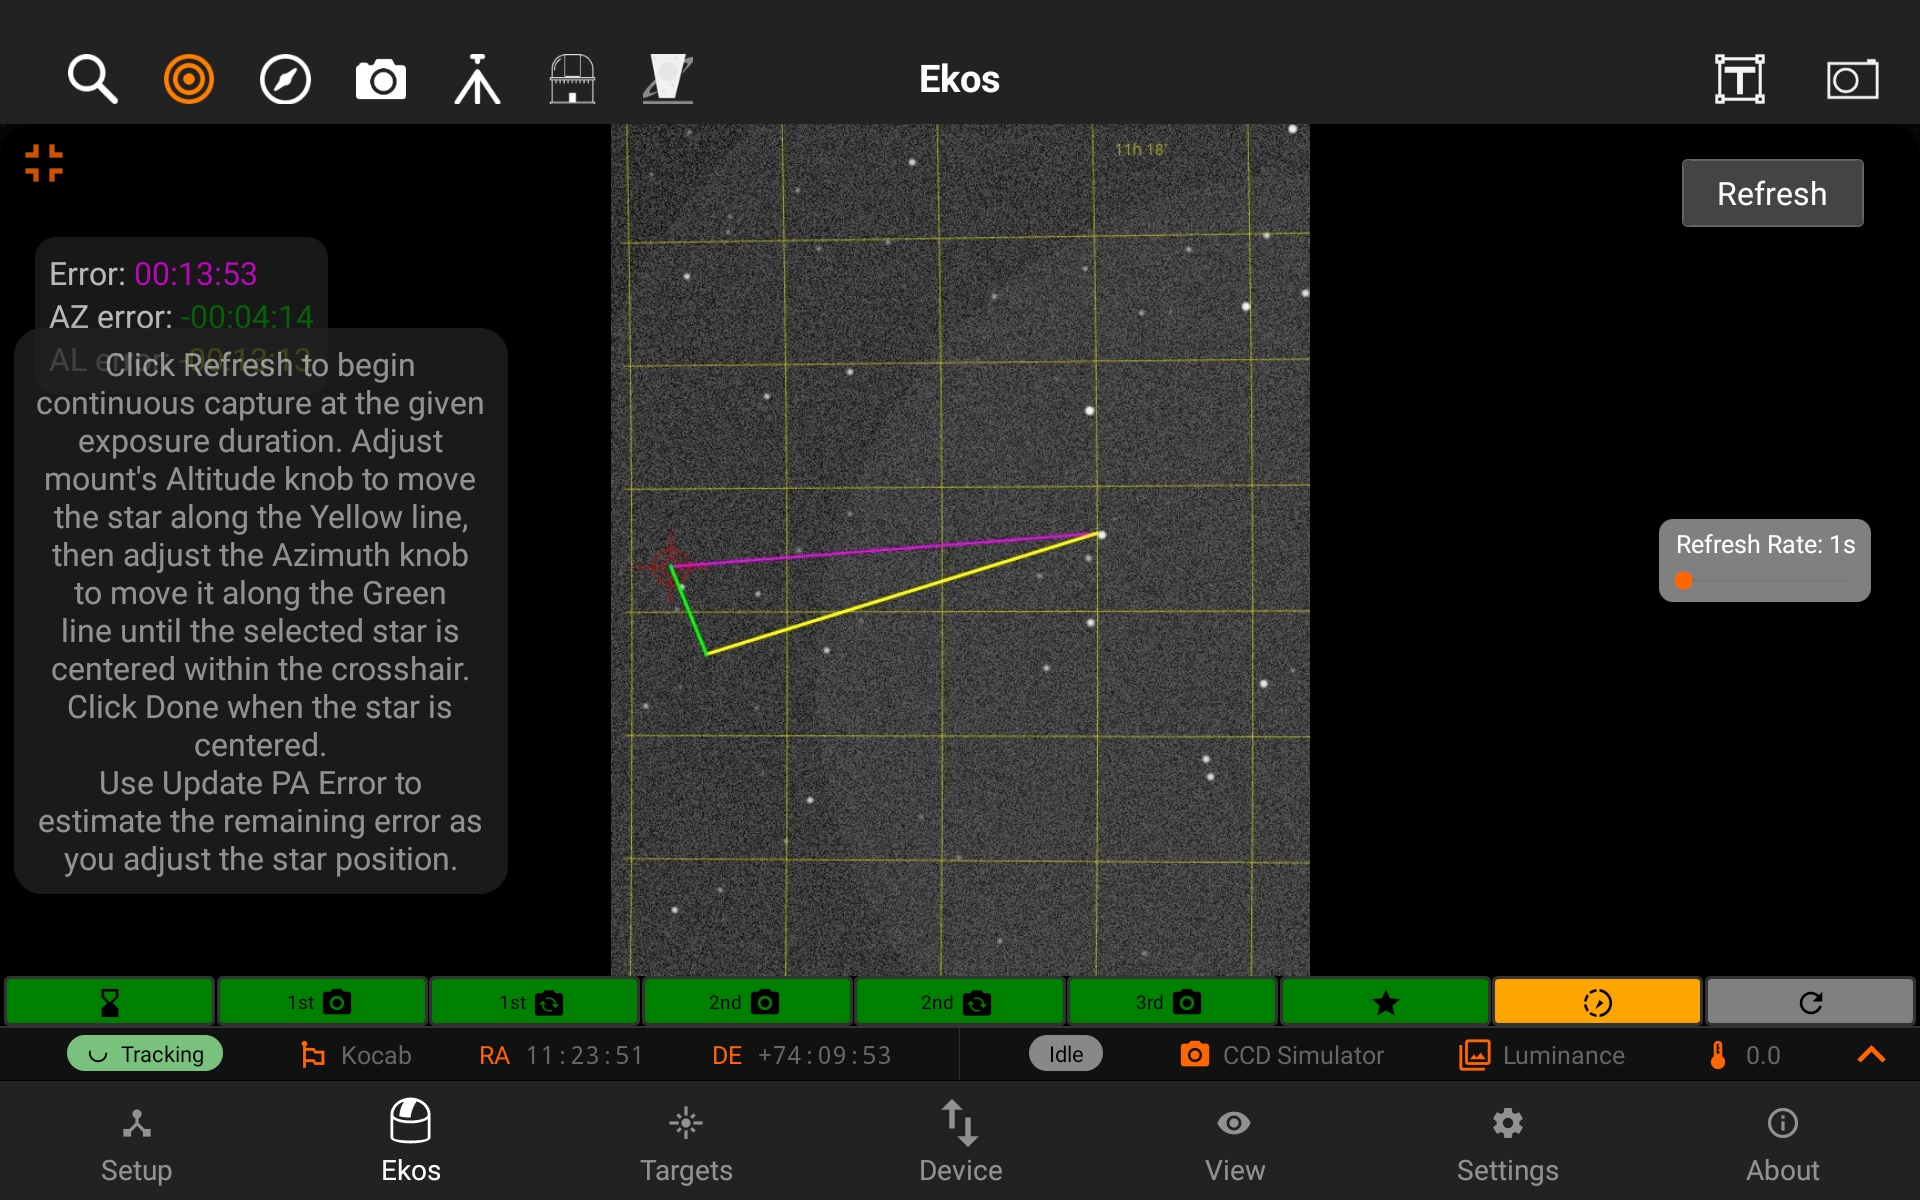 Ekos
11h 18'
Refresh
Error: 00:13:53
AZ error: -00:04:14
AL error: -00:13:13
Click Refresh to begin
continuous capture at the given
exposure duration. Adjust
mount's Altitude knob to move
the star along the Yellow line,
then adjust the Azimuth knob
to move it along the Green
line until the selected star is
centered within the crosshair.
Click Done when the star is
centered.
Use Update PA Error to
estimate the remaining error as
you adjust the star position.
Refresh Rate: 1s
1st
1st
2nd
2nd
3rd
Tracking
Kocab
RA 11:23:51
DE +74:09:53
Idle
CCD Simulator
Luminance
0.0
Setup
Ekos
Targets
Device
View
Settings
About